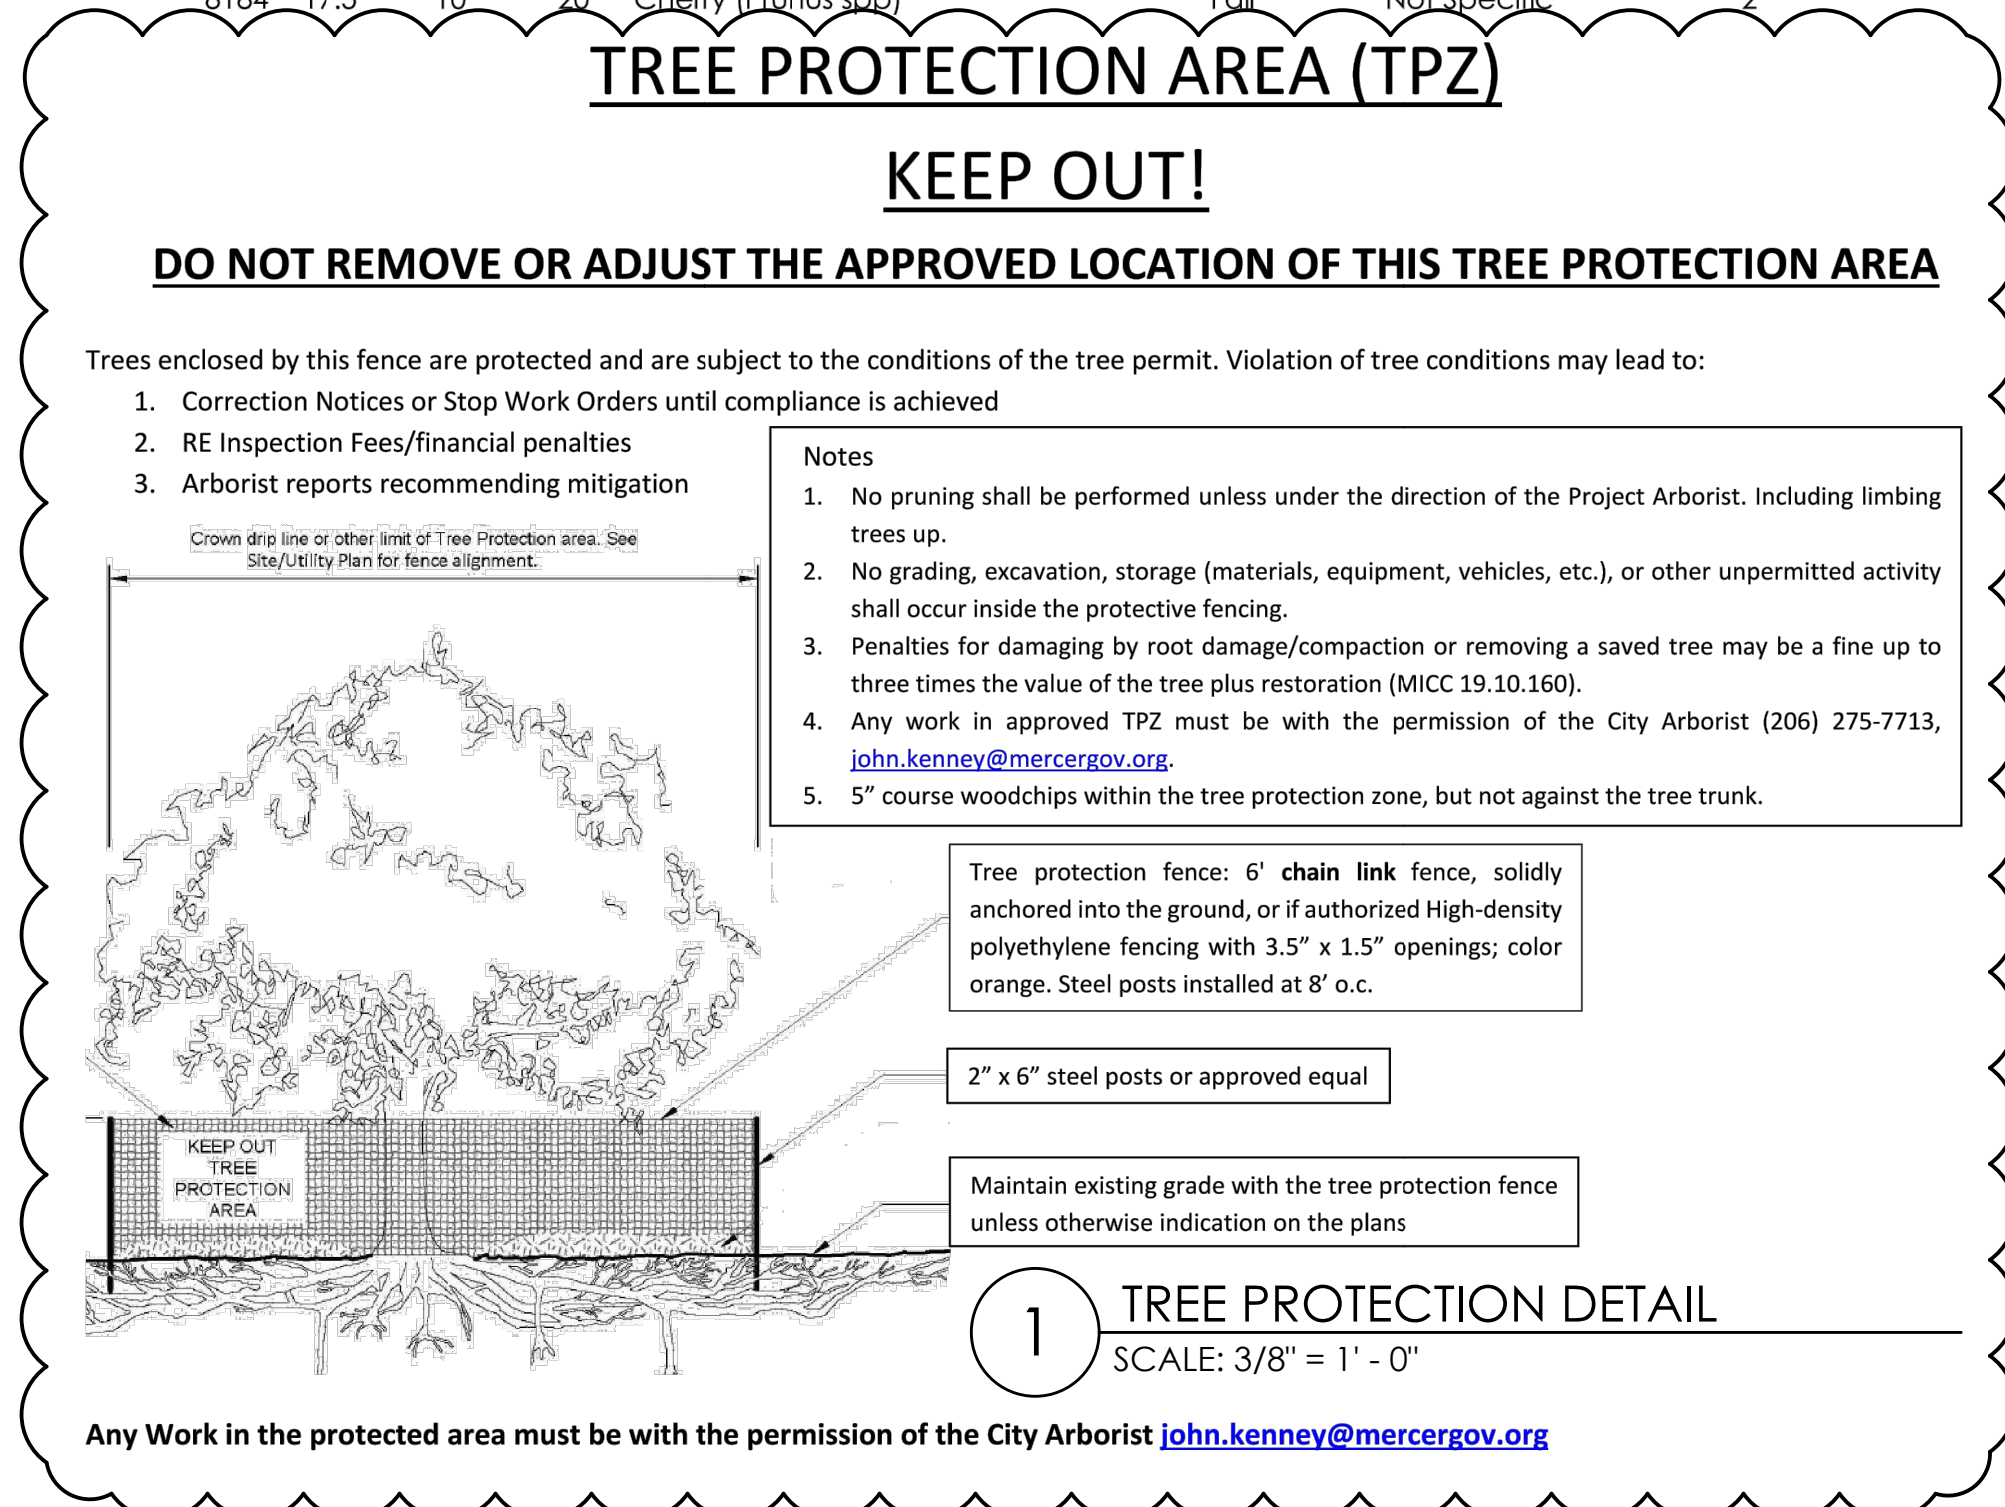 8184 17.5 10 20 Cherry (Prunus spp) Fair Not Specific 2
TREE PROTECTION AREA (TPZ)
KEEP OUT!
DO NOT REMOVE OR ADJUST THE APPROVED LOCATION OF THIS TREE PROTECTION AREA
Trees enclosed by this fence are protected and are subject to the conditions of the tree permit. Violation of tree conditions may lead to:
1. Correction Notices or Stop Work Orders until compliance is achieved
2. RE Inspection Fees/financial penalties
3. Arborist reports recommending mitigation
Notes
1. No pruning shall be performed unless under the direction of the Project Arborist. Including limbing
trees up.
2. No grading, excavation, storage (materials, equipment, vehicles, etc.), or other unpermitted activity
shall occur inside the protective fencing.
3. Penalties for damaging by root damage/compaction or removing a saved tree may be a fine up to
three times the value of the tree plus restoration (MICC 19.10.160).
4. Any work in approved TPZ must be with the permission of the City Arborist (206) 275-7713,
john.kenney@mercergov.org.
5. 5” course woodchips within the tree protection zone, but not against the tree trunk.
Crown drip line or other limit of Tree Protection area. See
Site/Utility Plan for fence alignment.
Tree protection fence: 6' chain link fence, solidly
anchored into the ground, or if authorized High-density
polyethylene fencing with 3.5” x 1.5” openings; color
orange. Steel posts installed at 8’ o.c.
2” x 6” steel posts or approved equal
KEEP OUT
TREE
PROTECTION
AREA
Maintain existing grade with the tree protection fence
unless otherwise indication on the plans
1 TREE PROTECTION DETAIL
SCALE: 3/8" = 1' - 0"
Any Work in the protected area must be with the permission of the City Arborist john.kenney@mercergov.org